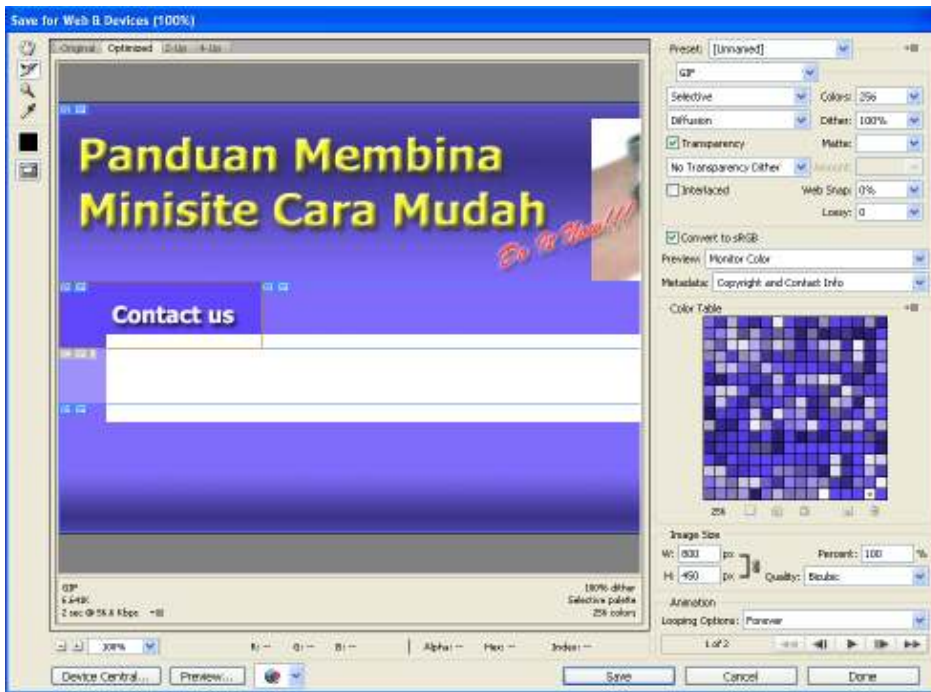 Save for Web & Devices (100%)
Original Optimized 2-Up 4-Up
Preset: [Unnamed]
GIF
Selective Colors: 256
Diffusion Dither: 100%
Transparency Matte:
No Transparency Dither Amount:
Interlaced Web Snap: 0%
Lossy: 0
Convert to sRGB
Preview: Monitor Color
Metadata: Copyright and Contact Info
Color Table
Panduan Membina
Minisite Cara Mudah
Do It Now!!!
Contact us
256
Image Size
W: 800 px Percent: 100 %
H: 450 px Quality: Bicubic
Animation
Looping Options: Forever
1 of 2
GIF 100% dither
Selective palette
2 sec @ 56.6 Kbps 256 colors
100% R: -- G: -- B: -- Alpha: -- Hex: -- Index: --
Device Central... Preview... Save Cancel Done